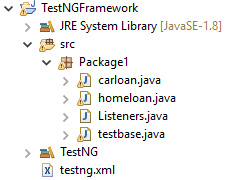 TestNGFramework
JRE System Library [JavaSE-1.8]
src
Package1
carloan.java
homeloan.java
Listeners.java
testbase.java
TestNG
testng.xml